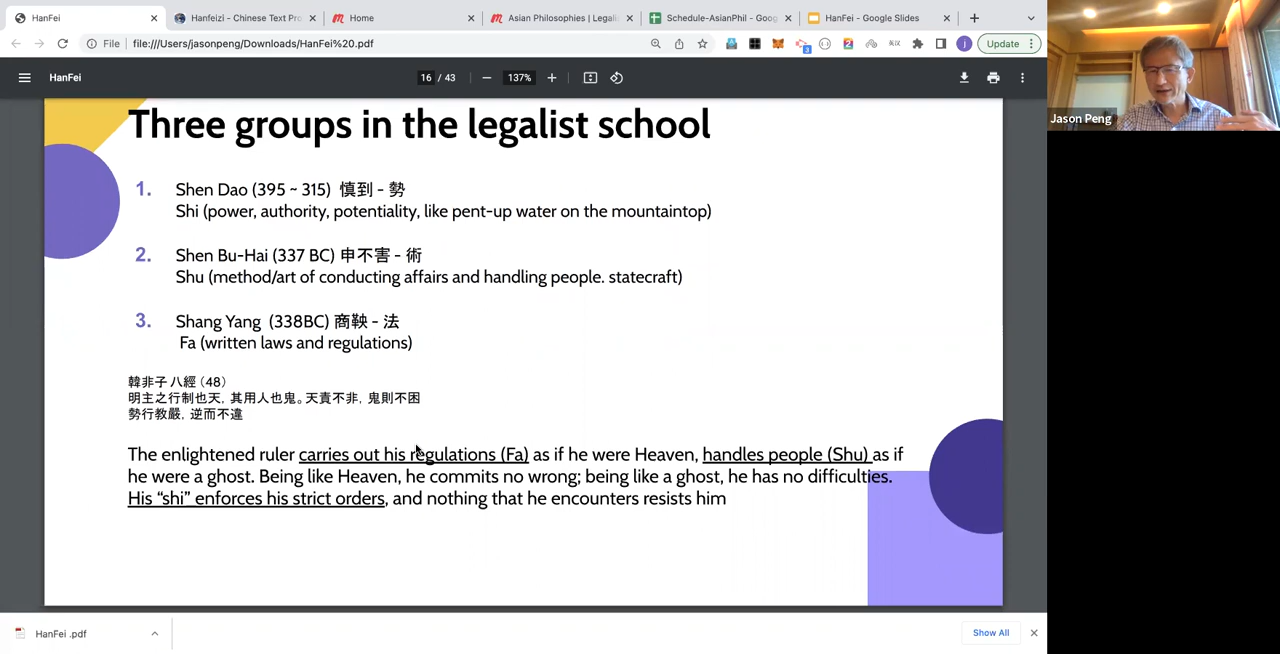 HanFei
Hanfeizi - Chinese Text Pro
Home
Asian Philosophies | Legali
Schedule-AsianPhil - Goog
HanFei - Google Slides
File
file:///Users/jasonpeng/Downloads/HanFei%20.pdf
Update
HanFei
16 / 43
137%
Jason Peng
Three groups in the legalist school
1. Shen Dao (395 ~ 315) 慎到 - 勢
Shi (power, authority, potentiality, like pent-up water on the mountaintop)
2. Shen Bu-Hai (337 BC) 申不害 - 術
Shu (method/art of conducting affairs and handling people. statecraft)
3. Shang Yang (338BC) 商鞅 - 法
Fa (written laws and regulations)
韓非子 八經 (48)
明主之行制也天, 其用人也鬼。天責不非, 鬼則不困
勢行教嚴, 逆而不違
The enlightened ruler carries out his regulations (Fa) as if he were Heaven, handles people (Shu) as if
he were a ghost. Being like Heaven, he commits no wrong; being like a ghost, he has no difficulties.
His “shi” enforces his strict orders, and nothing that he encounters resists him
HanFei .pdf
Show All